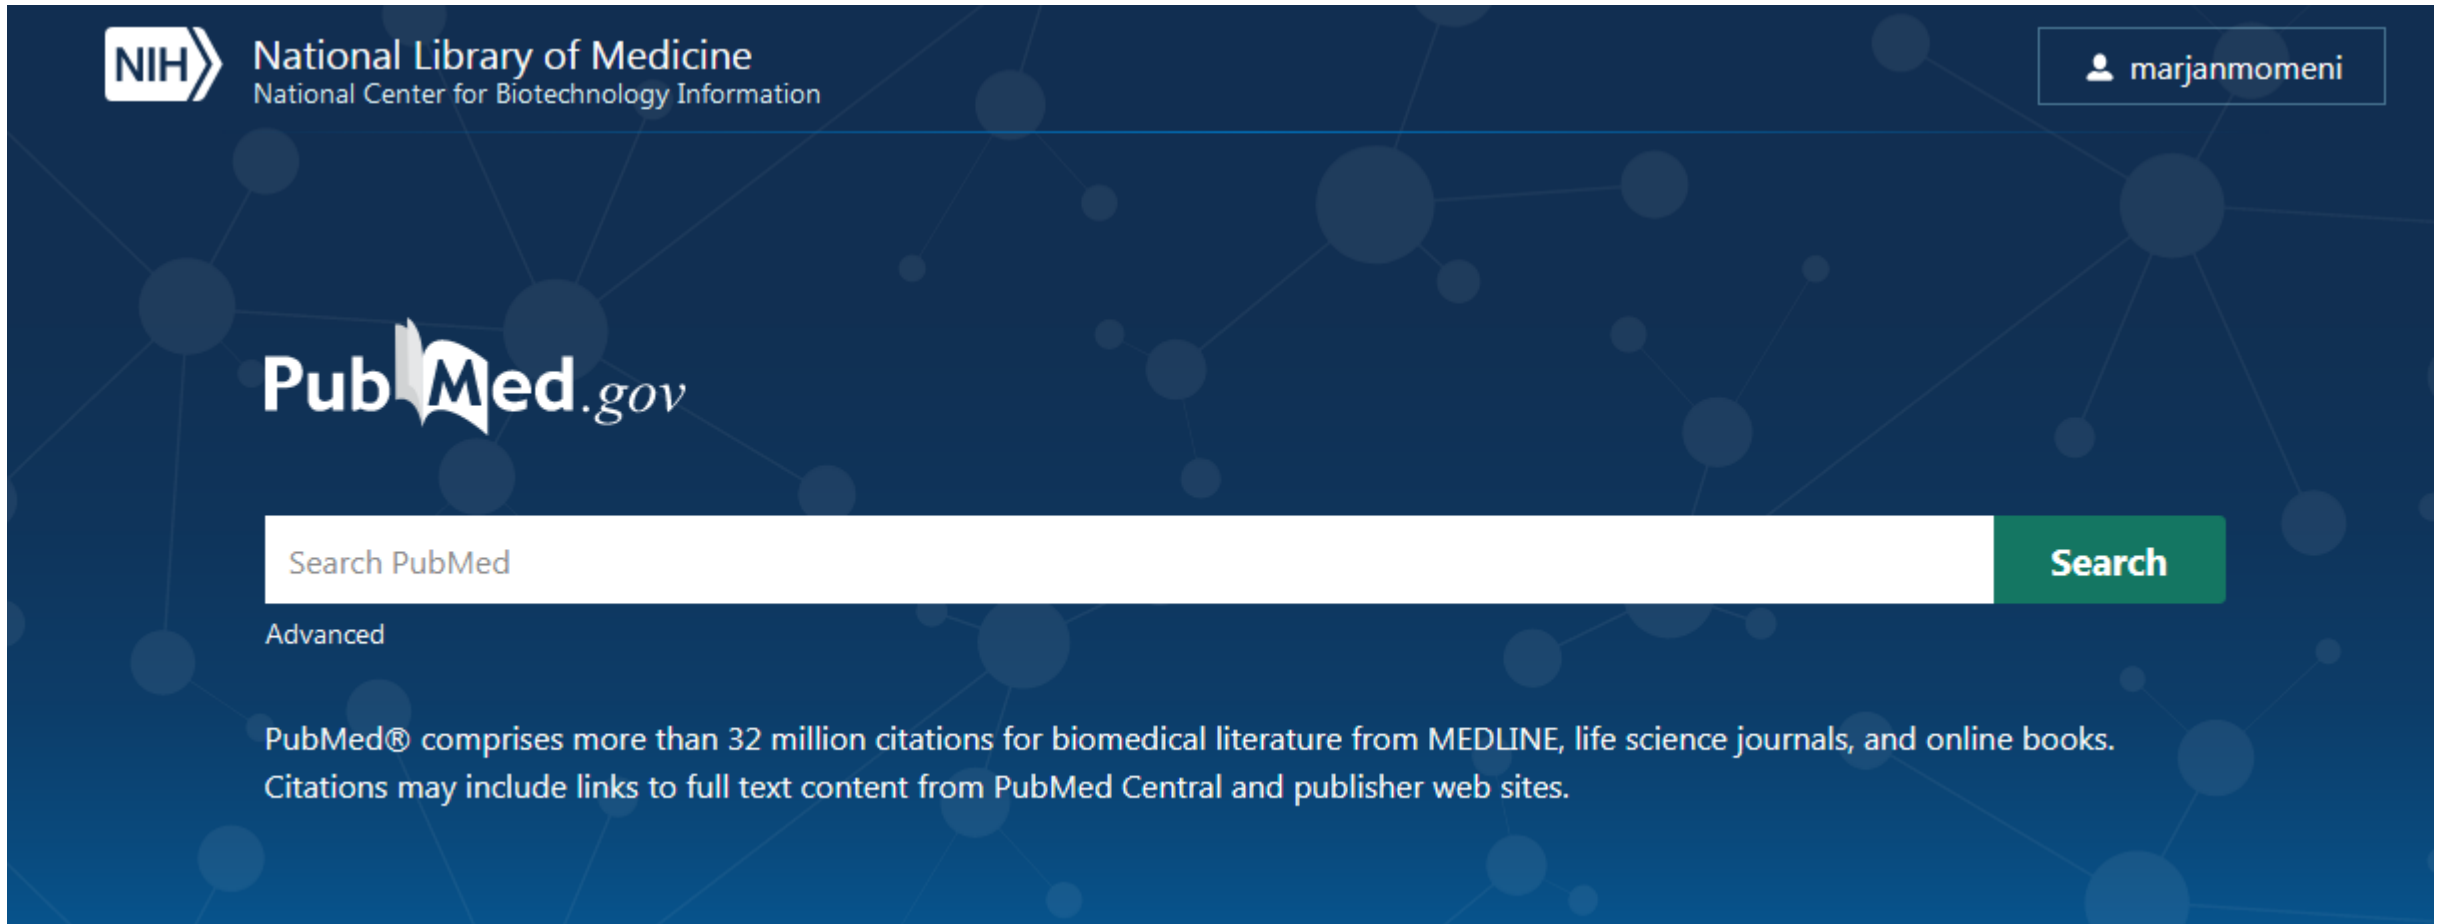 NIH
National Library of Medicine
National Center for Biotechnology Information
marjanmomeni
PubMed.gov
Search PubMed
Search
Advanced
PubMed® comprises more than 32 million citations for biomedical literature from MEDLINE, life science journals, and online books.
Citations may include links to full text content from PubMed Central and publisher web sites.